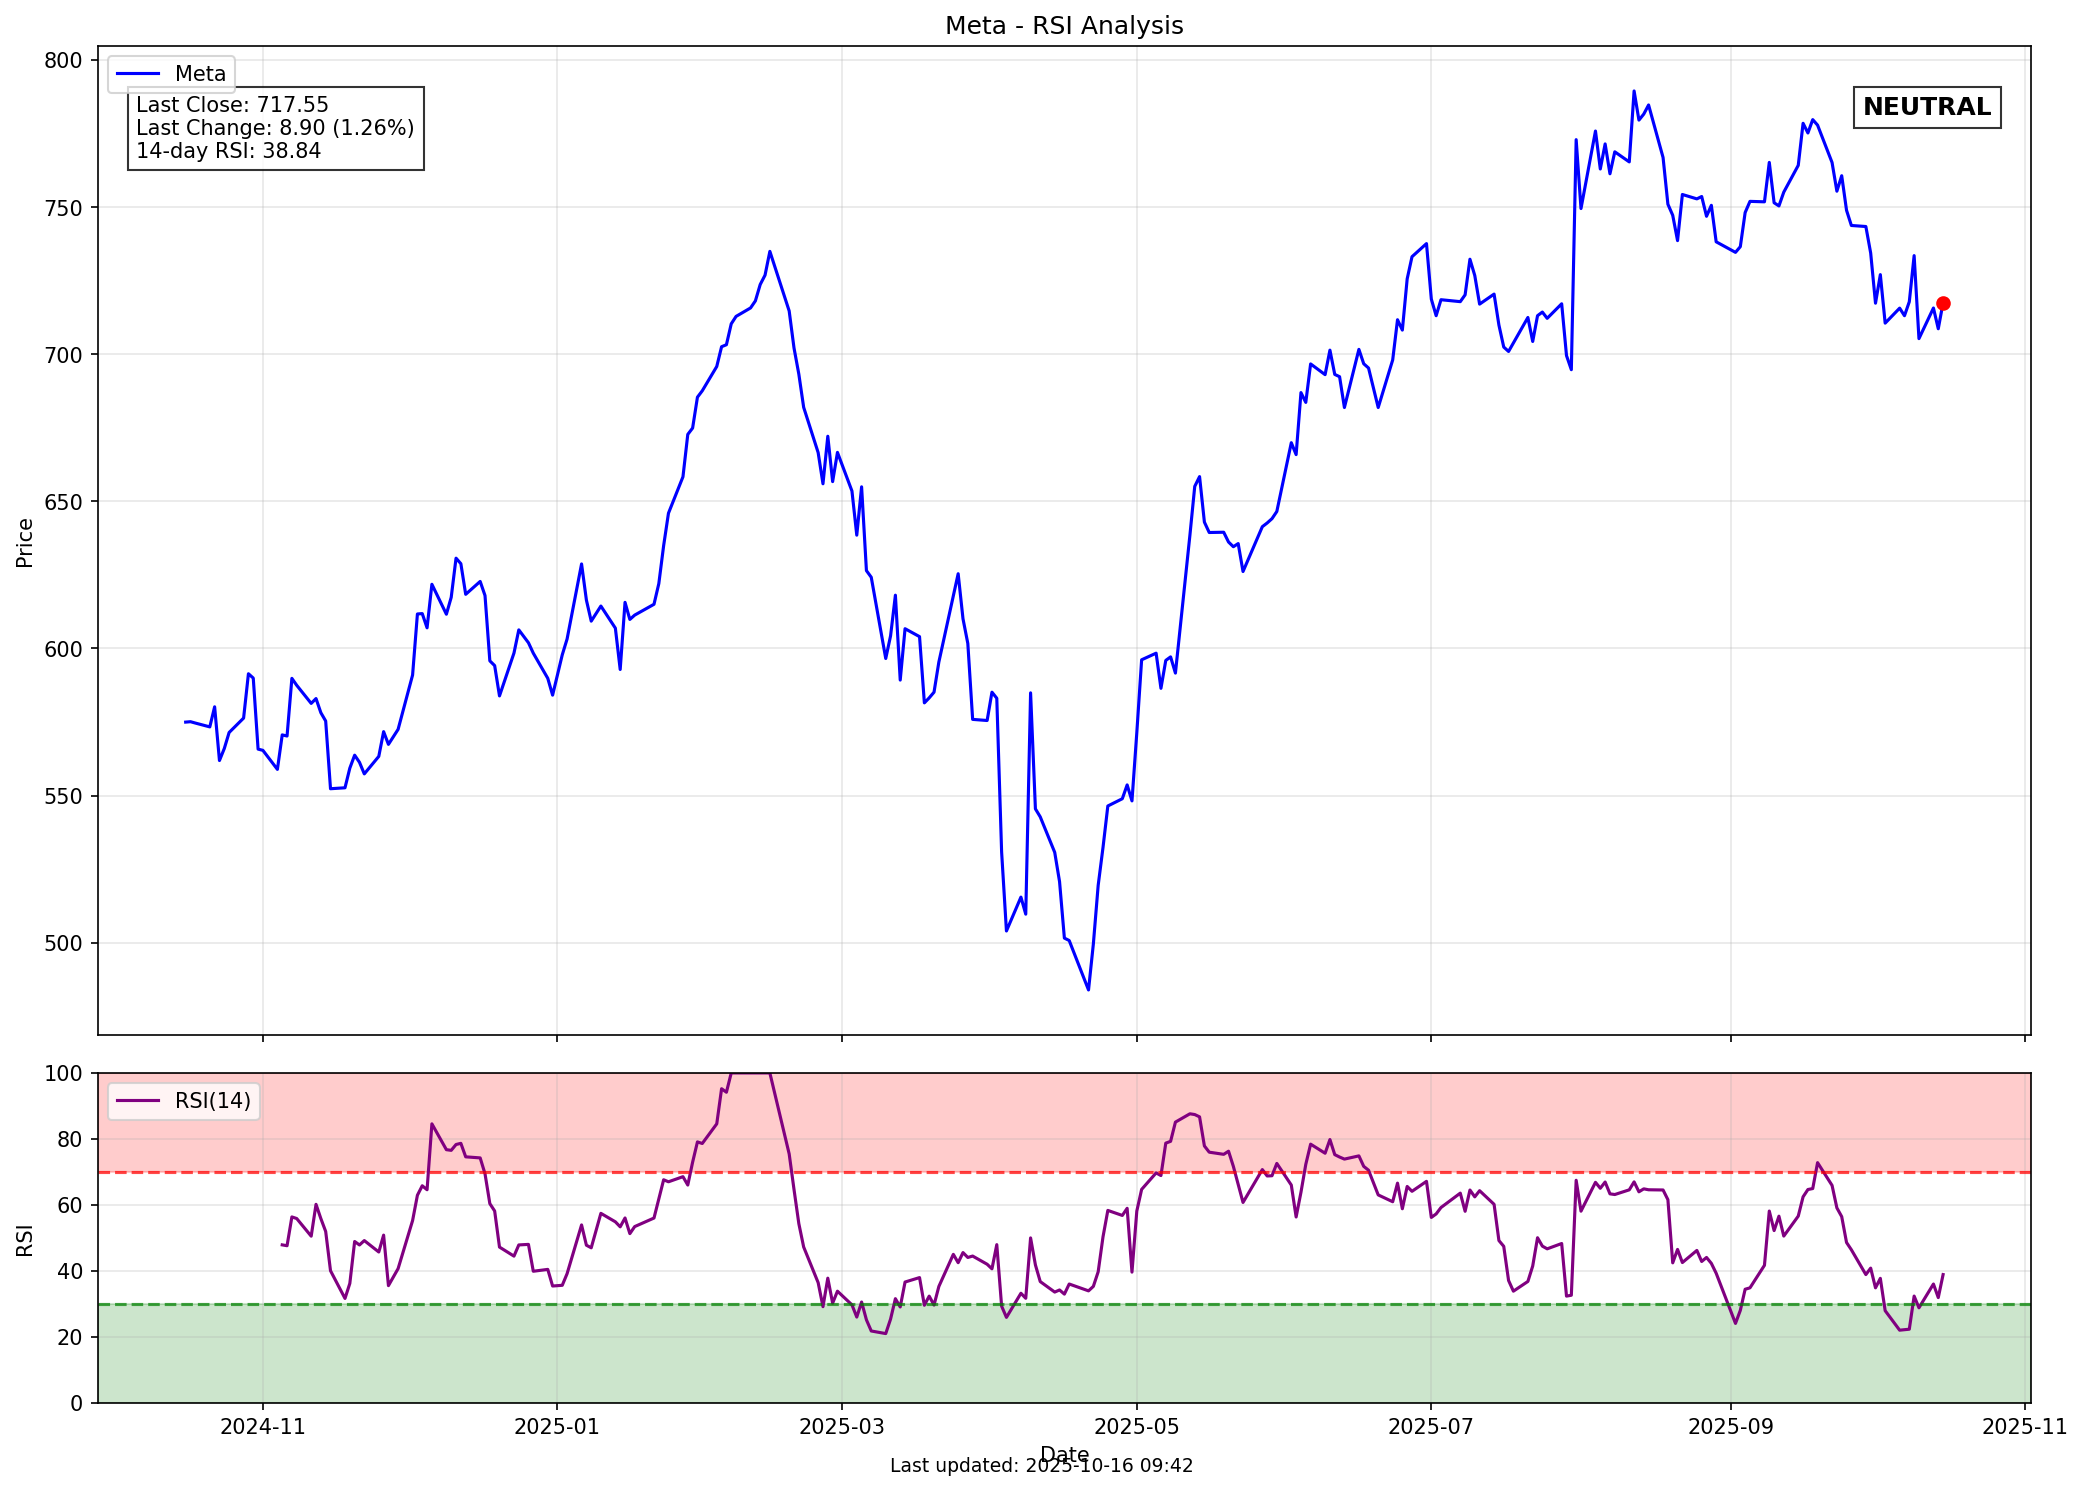 Meta - RSI Analysis
Meta
Last Close: 717.55
Last Change: 8.90 (1.26%)
14-day RSI: 38.84
NEUTRAL
800
750
700
650
600
550
500
Price
RSI(14)
100
80
60
40
20
0
RSI
2024-11
2025-01
2025-03
2025-05
2025-07
2025-09
2025-11
Date
Last updated: 2025-10-16 09:42